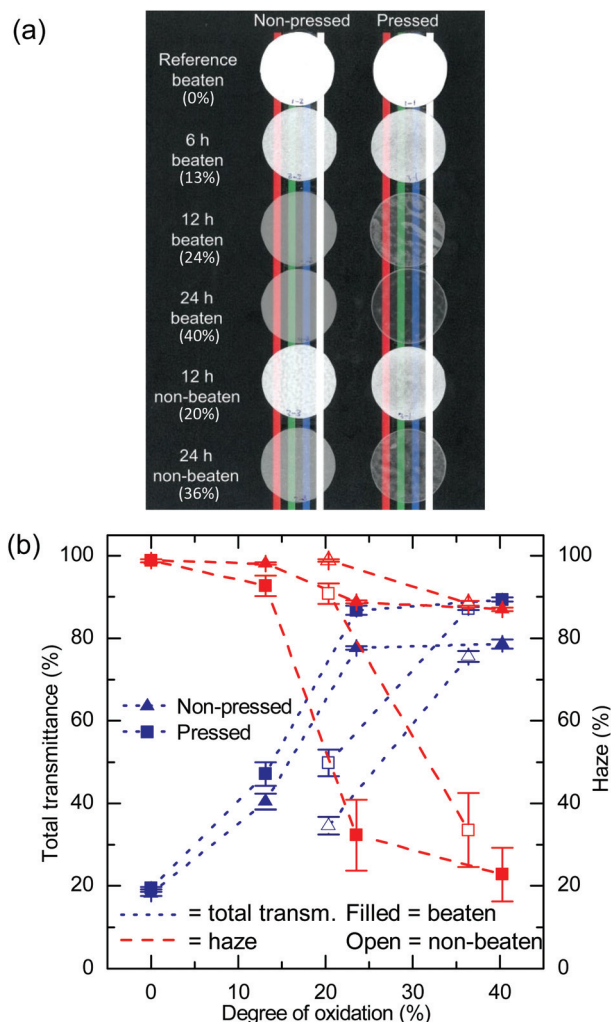 (a)
Non-pressed Pressed
Reference
beaten
(0%)
6 h
beaten
(13%)
12 h
beaten
(24%)
24 h
beaten
(40%)
12 h
non-beaten
(20%)
24 h
non-beaten
(36%)
(b)
100 100
80 80
60 60
40 40
20 20
0 0
Total transmittance (%)
Haze (%)
Non-pressed
Pressed
= total transm. Filled = beaten
= haze Open = non-beaten
0 10 20 30 40
Degree of oxidation (%)